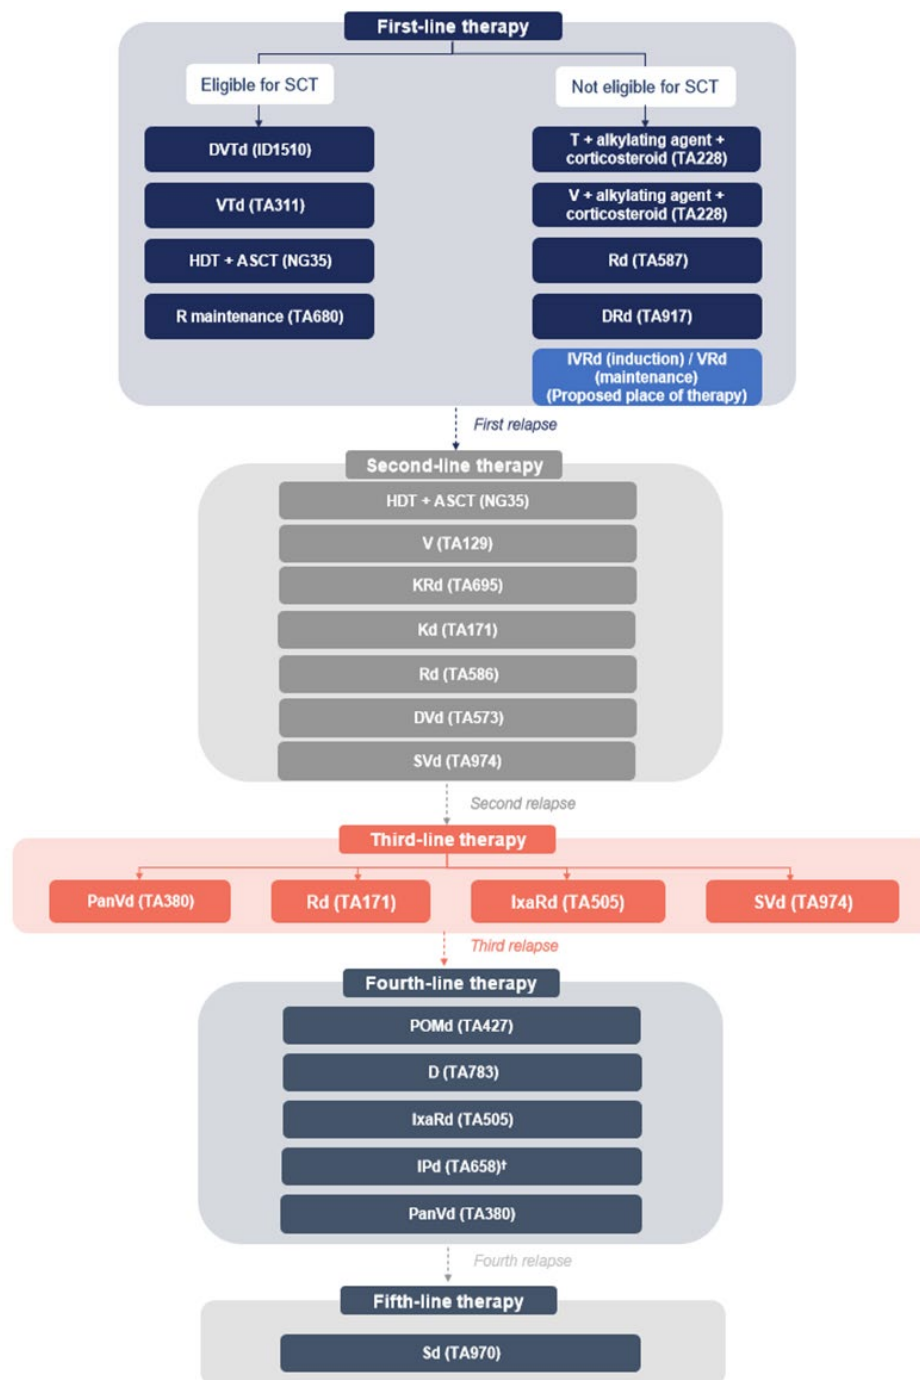 First-line therapy
Eligible for SCT
Not eligible for SCT
DVTd (ID1510)
VTd (TA311)
HDT + ASCT (NG35)
R maintenance (TA680)
T + alkylating agent +
corticosteroid (TA228)
V + alkylating agent +
corticosteroid (TA228)
Rd (TA587)
DRd (TA917)
IVRd (induction) / VRd
(maintenance)
(Proposed place of therapy)
First relapse
Second-line therapy
HDT + ASCT (NG35)
V (TA129)
KRd (TA695)
Kd (TA171)
Rd (TA586)
DVd (TA573)
SVd (TA974)
Second relapse
Third-line therapy
PanVd (TA380)
Rd (TA171)
IxaRd (TA505)
SVd (TA974)
Third relapse
Fourth-line therapy
POMd (TA427)
D (TA783)
IxaRd (TA505)
IPd (TA658)†
PanVd (TA380)
Fourth relapse
Fifth-line therapy
Sd (TA970)